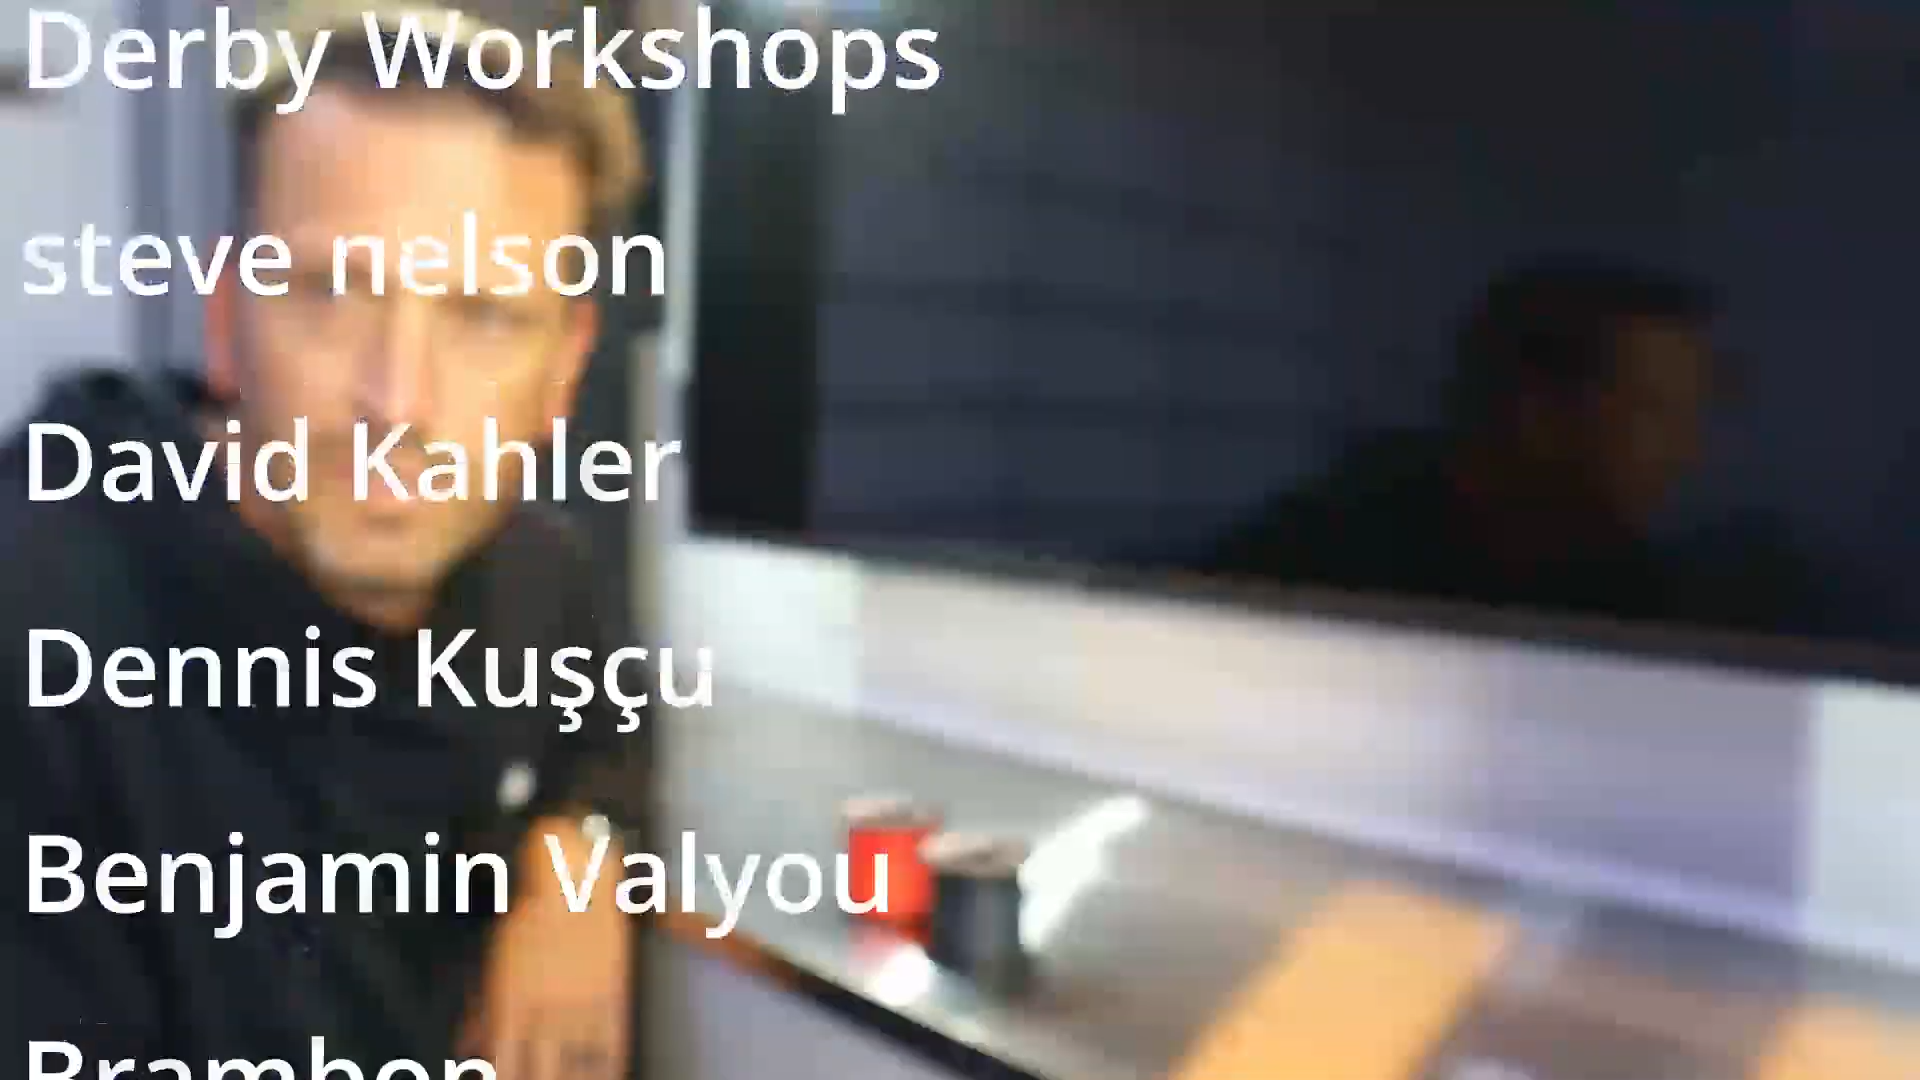 Derby Workshops
steve nelson
David Kahler
Dennis Kuşçu
Benjamin Valyou